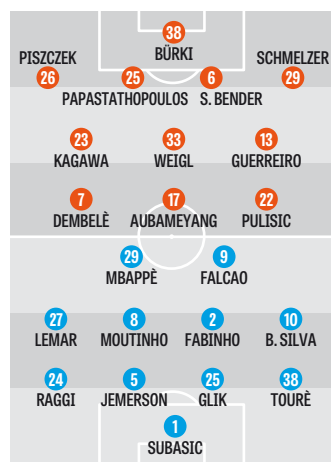 38
BÜRKI
PISZCZEK SCHMELZER
26 25 6 29
PAPASTATHOPOULOS S. BENDER
23 33 13
KAGAWA WEIGL GUERREIRO
7 17 22
DEMBELÈ AUBAMEYANG PULISIC
29 9
MBAPPÈ FALCAO
27 8 2 10
LEMAR MOUTINHO FABINHO B. SILVA
24 5 25 38
RAGGI JEMERSON GLIK TOURÈ
1
SUBASIC